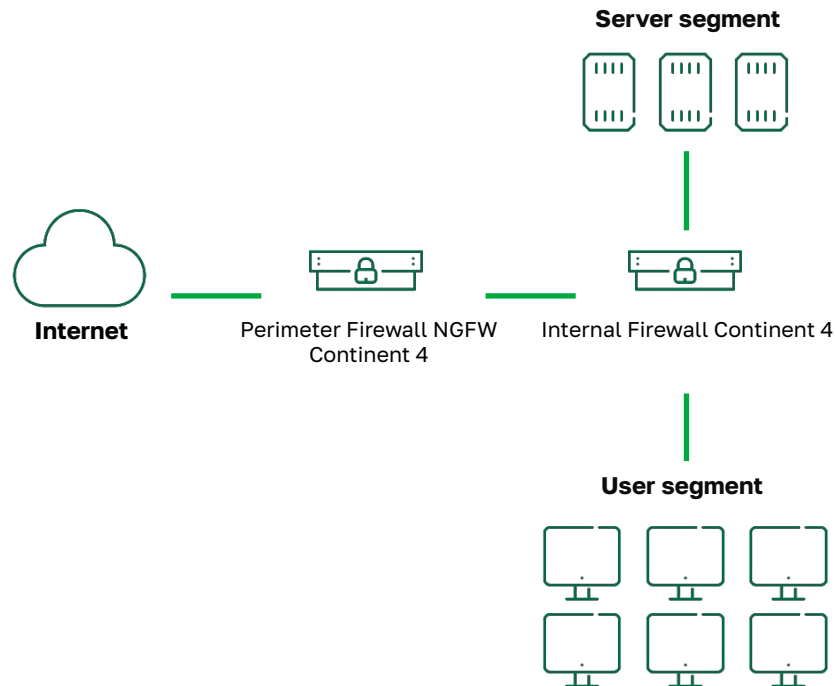 Server segment
Internet
Perimeter Firewall NGFW
Continent 4
Internal Firewall Continent 4
User segment